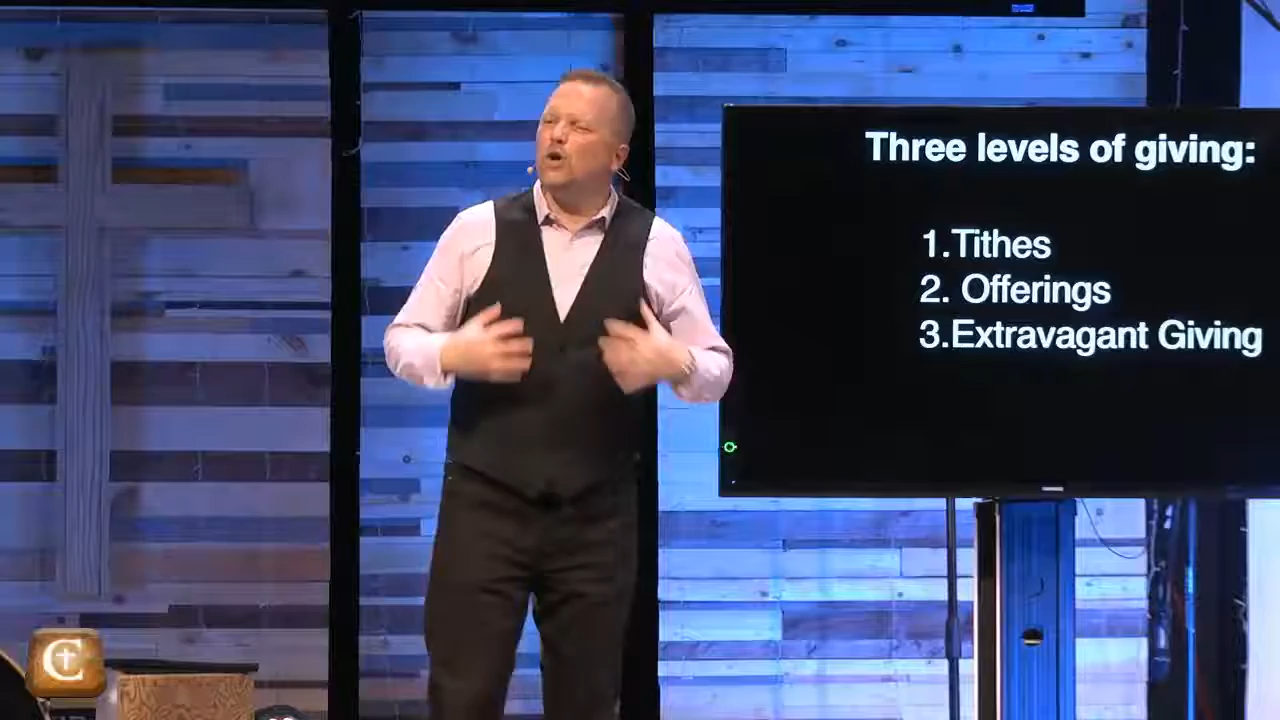 Three levels of giving:
1.Tithes
2. Offerings
3.Extravagant Giving
C